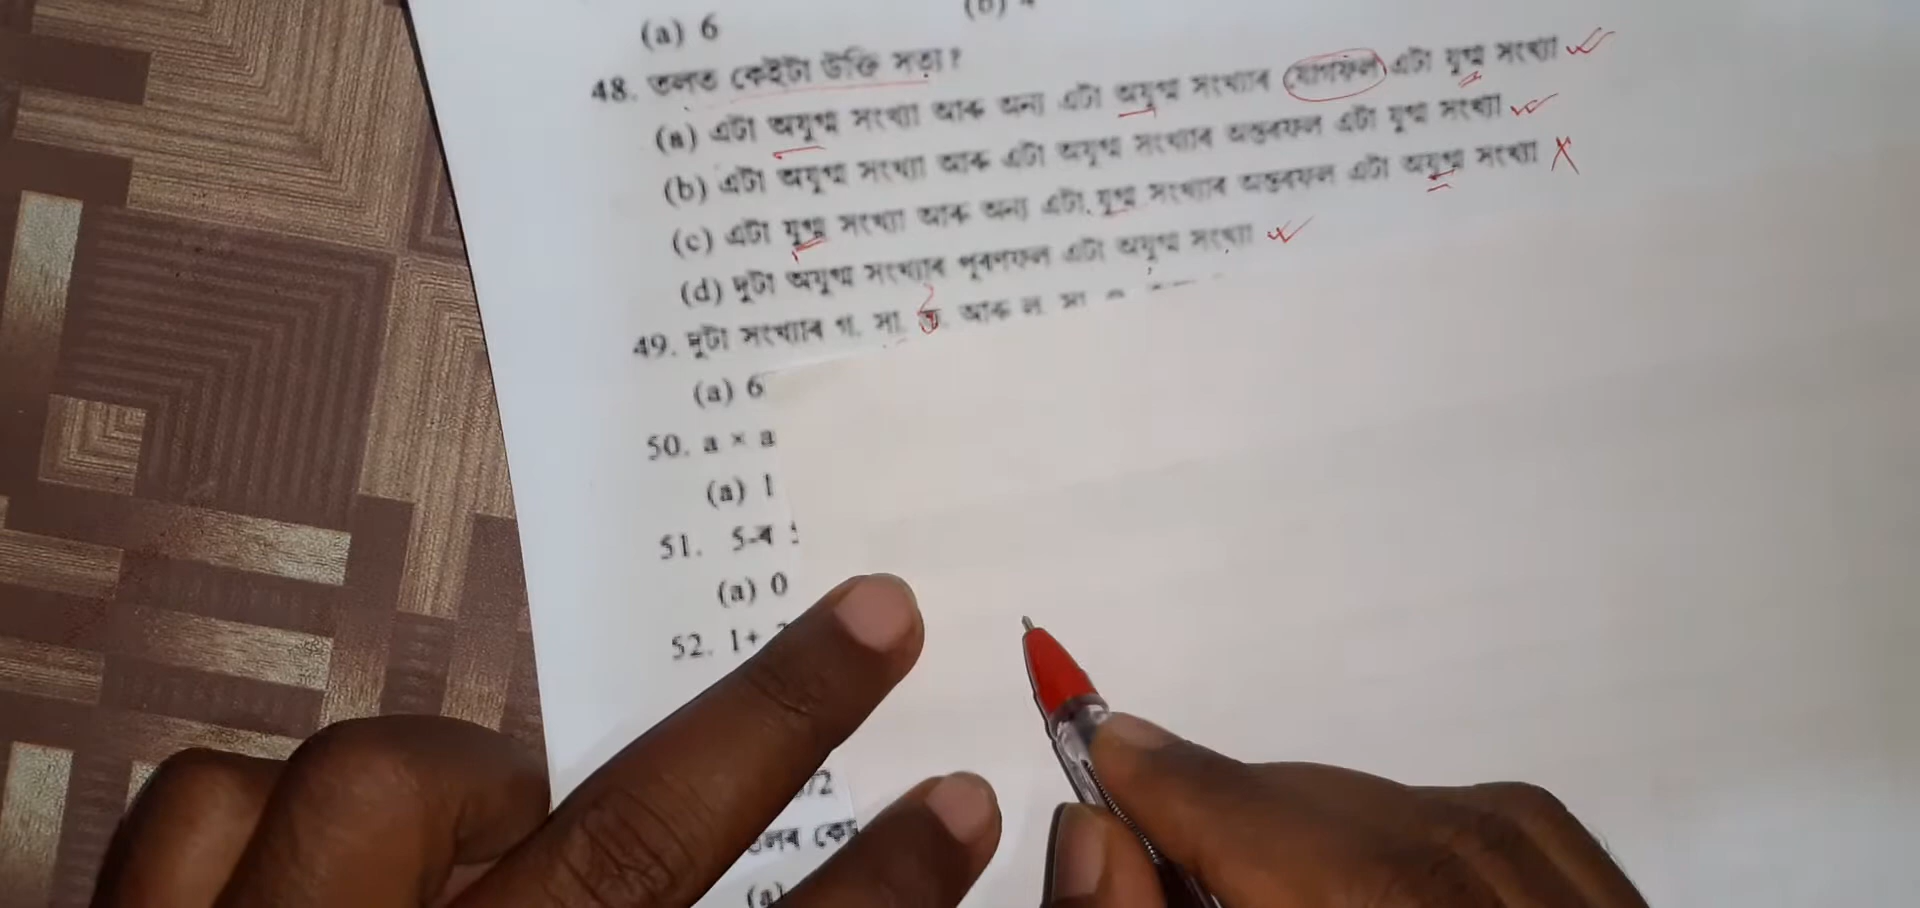 (a) 6
48. তলত কেইটা উক্তি সত্য?
(a) এটা অযুগ্ম সংখ্যা আৰু অন্য এটা অযুগ্ম সংখ্যাৰ যোগফল এটা যুগ্ম সংখ্যা
(b) এটা অযুগ্ম সংখ্যা আৰু এটা অযুগ্ম সংখ্যাৰ অন্তৰফল এটা যুগ্ম সংখ্যা
(c) এটা যুগ্ম সংখ্যা আৰু অন্য এটা যুগ্ম সংখ্যাৰ অন্তৰফল এটা অযুগ্ম সংখ্যা
(d) দুটা অযুগ্ম সংখ্যাৰ পূৰণফল এটা অযুগ্ম সংখ্যা
49. দুটা সংখ্যাৰ গ. সা. উ. আৰু ল. সা
(a) 6
50. a × a
(a) 1
51. 5-ৰ
(a) 0
52. 1+
/2
(a)